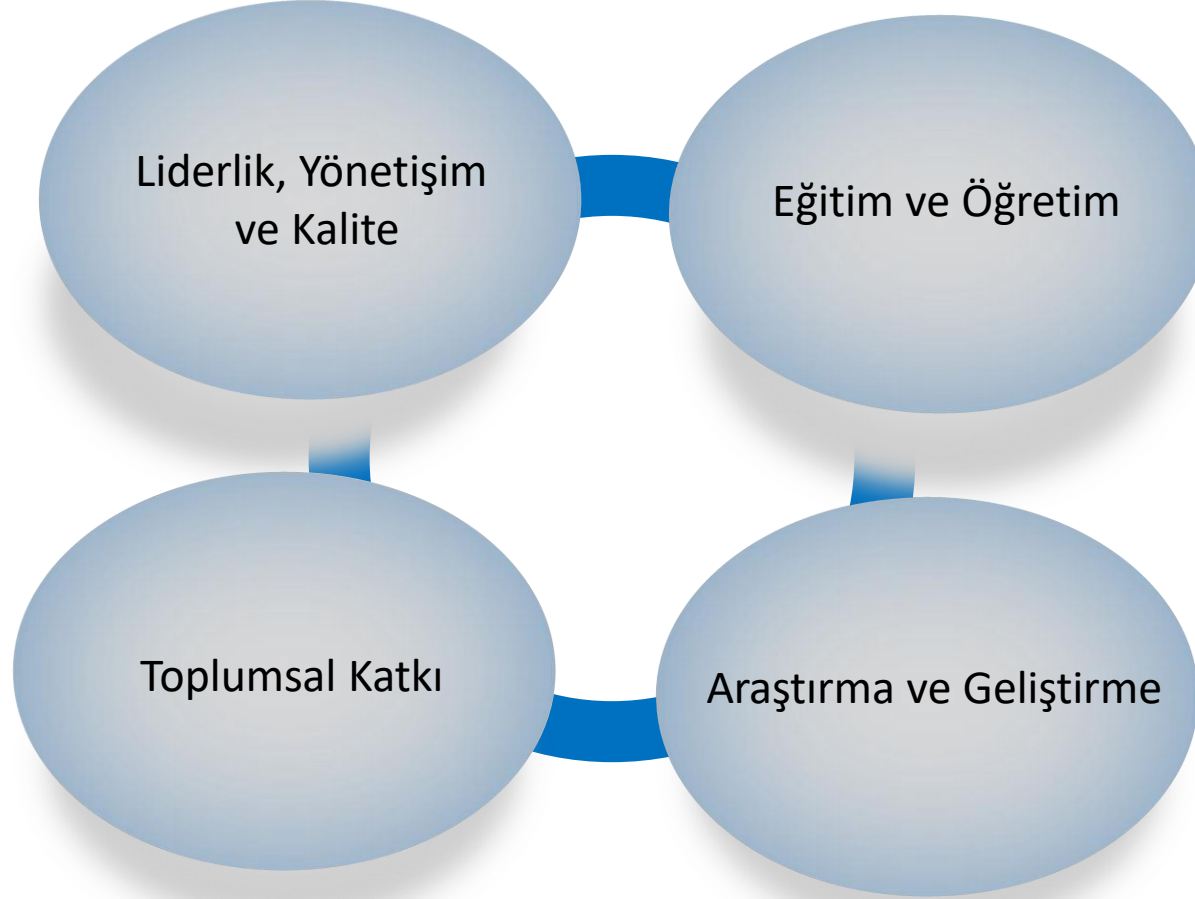 Liderlik, Yönetişim
ve Kalite
Eğitim ve Öğretim
Toplumsal Katkı
Araştırma ve Geliştirme